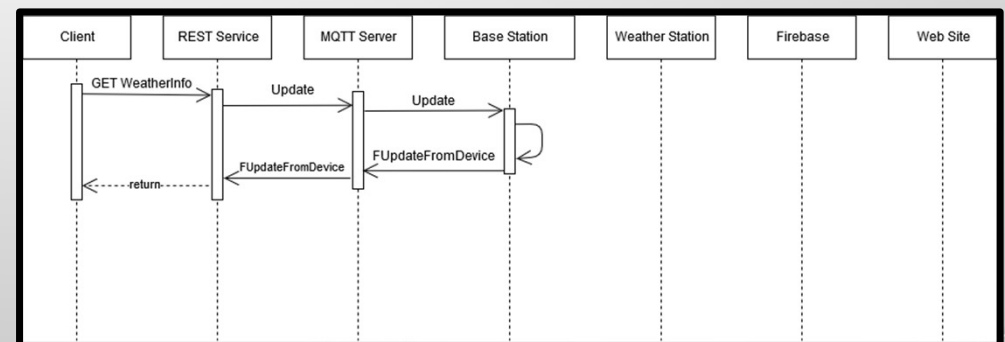 Client
REST Service
MQTT Server
Base Station
Weather Station
Firebase
Web Site
GET WeatherInfo
Update
Update
FUpdateFromDevice
FUpdateFromDevice
return